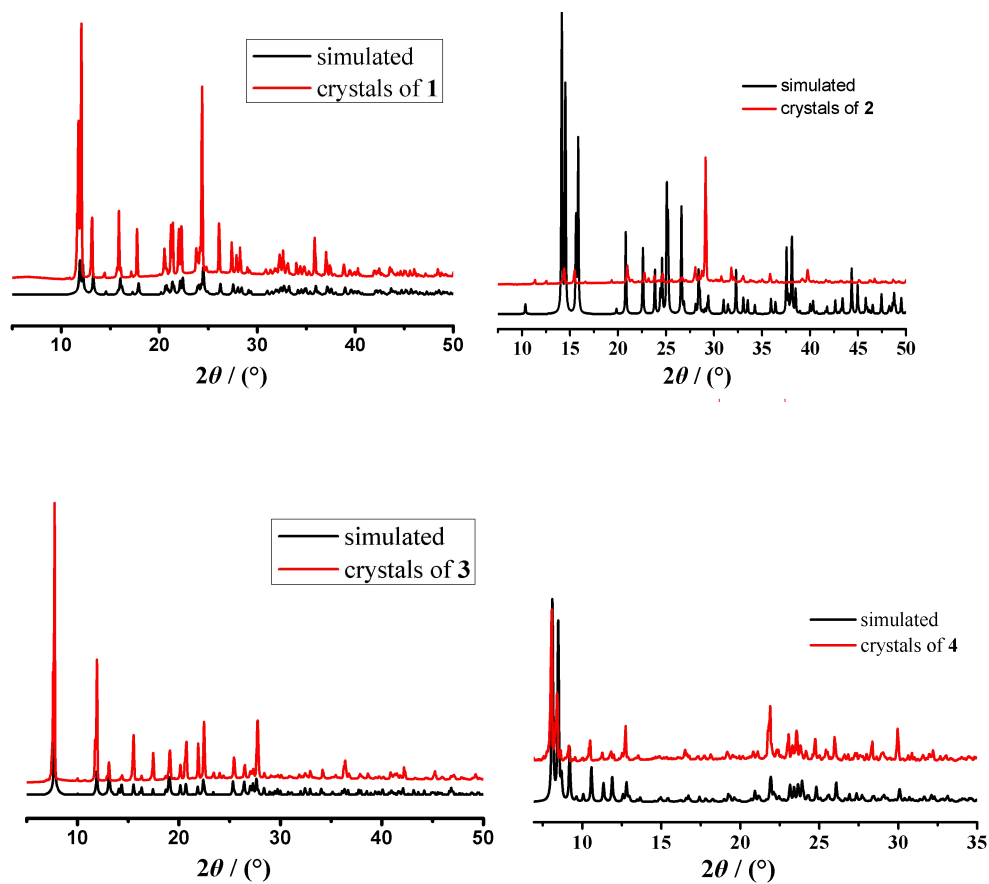 simulated
crystals of 1
10 20 30 40 50
2θ / (°)
simulated
crystals of 2
10 15 20 25 30 35 40 45 50
2θ / (°)
simulated
crystals of 3
10 20 30 40 50
2θ / (°)
simulated
crystals of 4
10 15 20 25 30 35
2θ / (°)